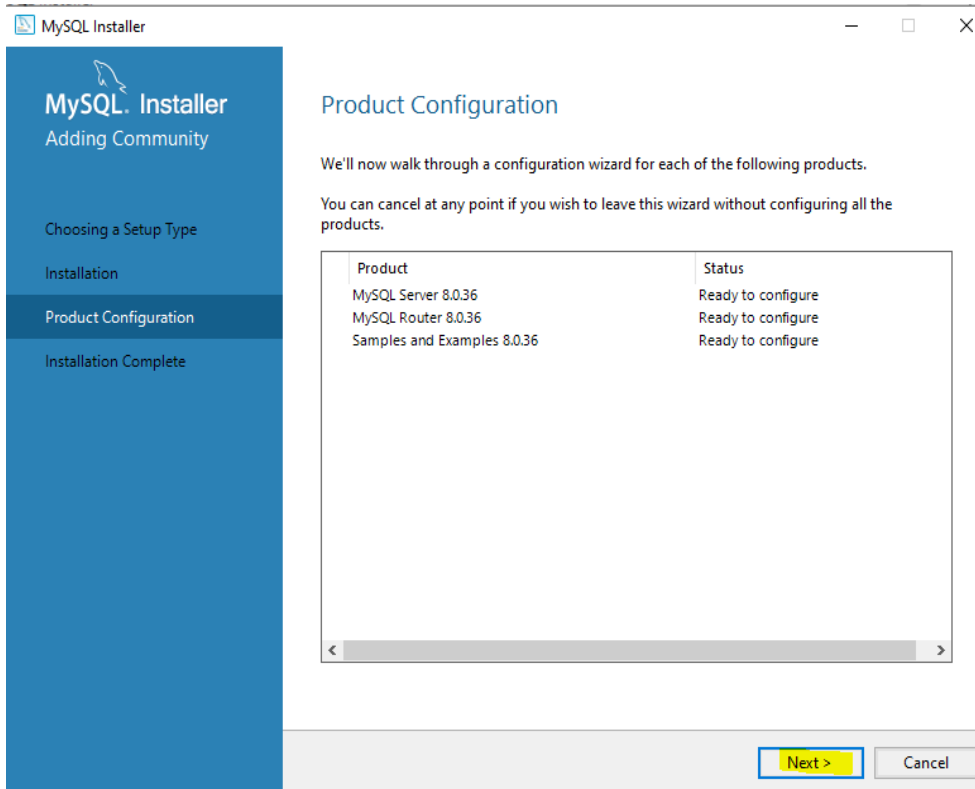 MySQL Installer
MySQL. Installer
Adding Community
Choosing a Setup Type
Installation
Product Configuration
Installation Complete
Product Configuration
We'll now walk through a configuration wizard for each of the following products.
You can cancel at any point if you wish to leave this wizard without configuring all the
products.
Product Status
MySQL Server 8.0.36 Ready to configure
MySQL Router 8.0.36 Ready to configure
Samples and Examples 8.0.36 Ready to configure
Next > Cancel